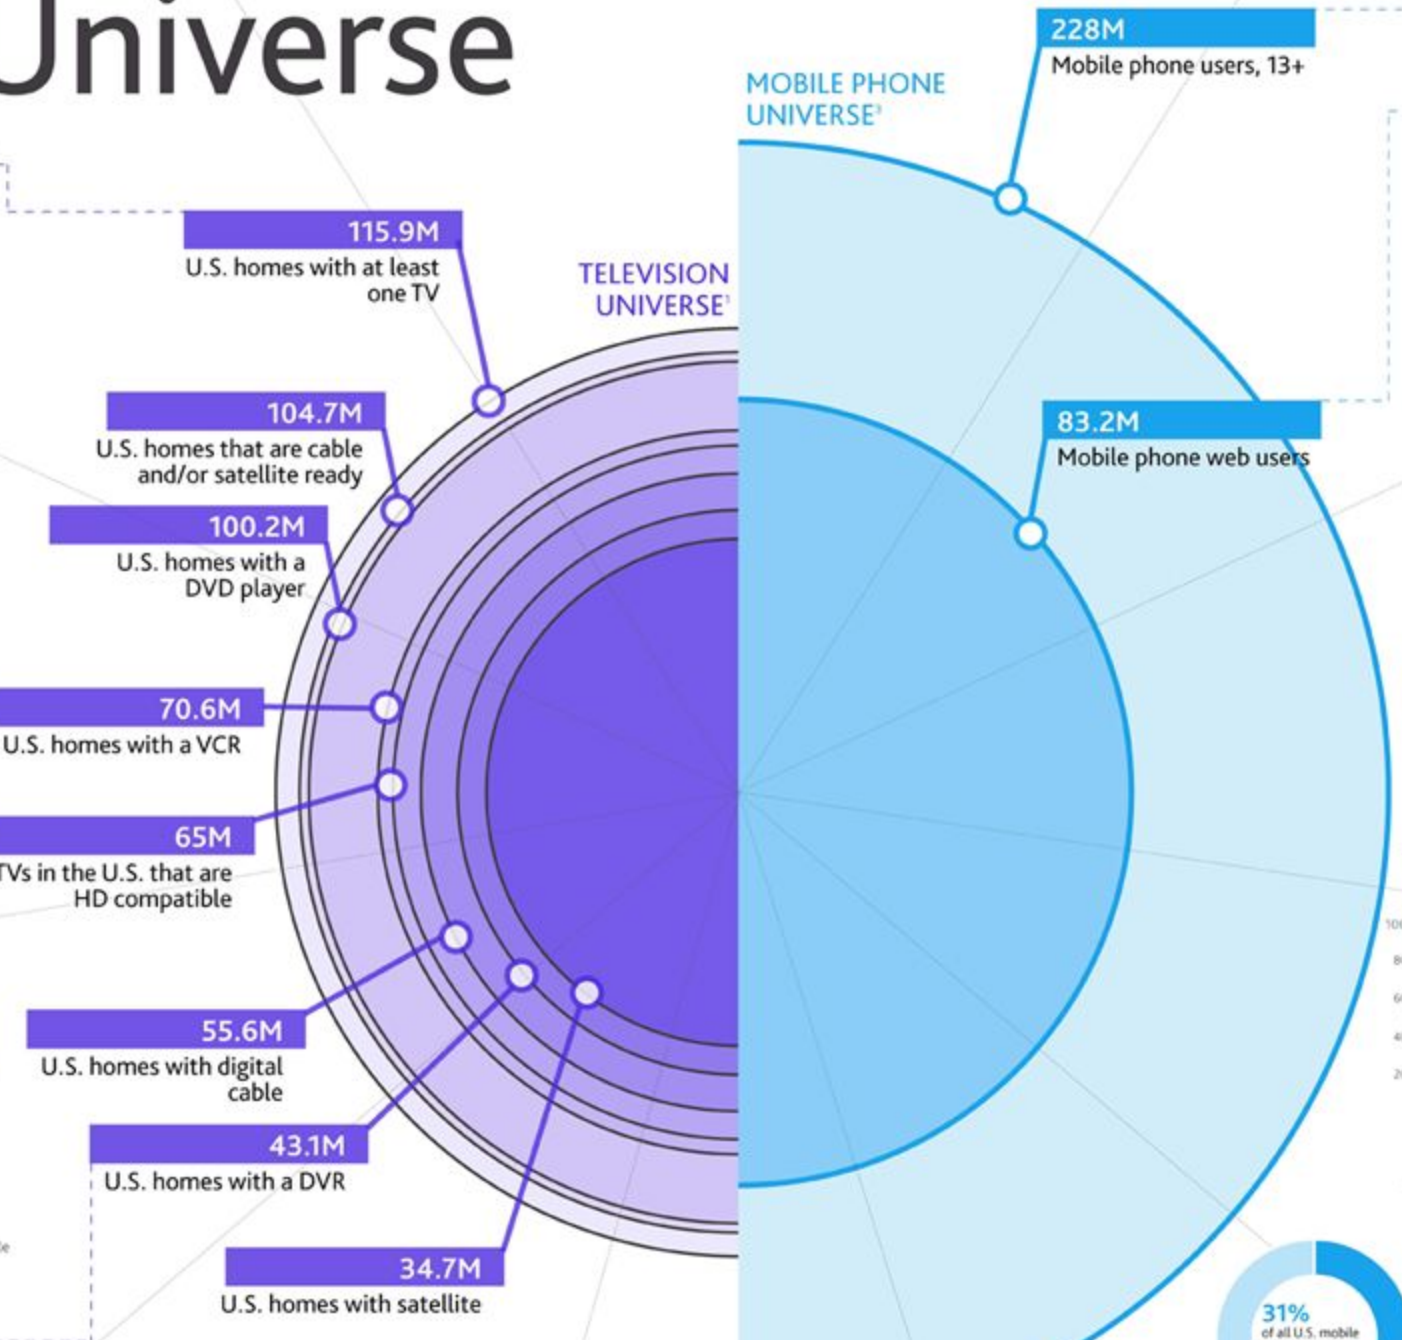 Universe
228M
Mobile phone users, 13+
MOBILE PHONE
UNIVERSE³
115.9M
U.S. homes with at least
one TV
TELEVISION
UNIVERSE¹
104.7M
U.S. homes that are cable
and/or satellite ready
83.2M
Mobile phone web users
100.2M
U.S. homes with a
DVD player
70.6M
U.S. homes with a VCR
65M
TVs in the U.S. that are
HD compatible
55.6M
U.S. homes with digital
cable
43.1M
U.S. homes with a DVR
34.7M
U.S. homes with satellite
31%
of all U.S. mobile